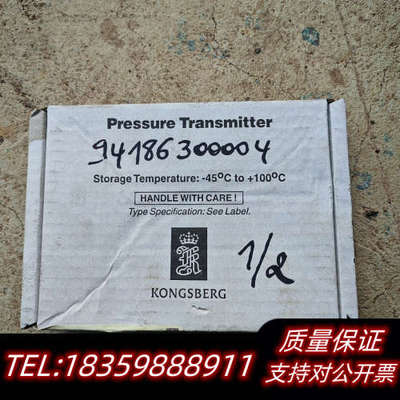 Pressure Transmitter
94186300004
Storage Temperature: -45°C to +100°C
HANDLE WITH CARE !
Type Specification: See Label.
1/2
KONGSBERG
TEL:18359888911
质量保证
支持对公开票